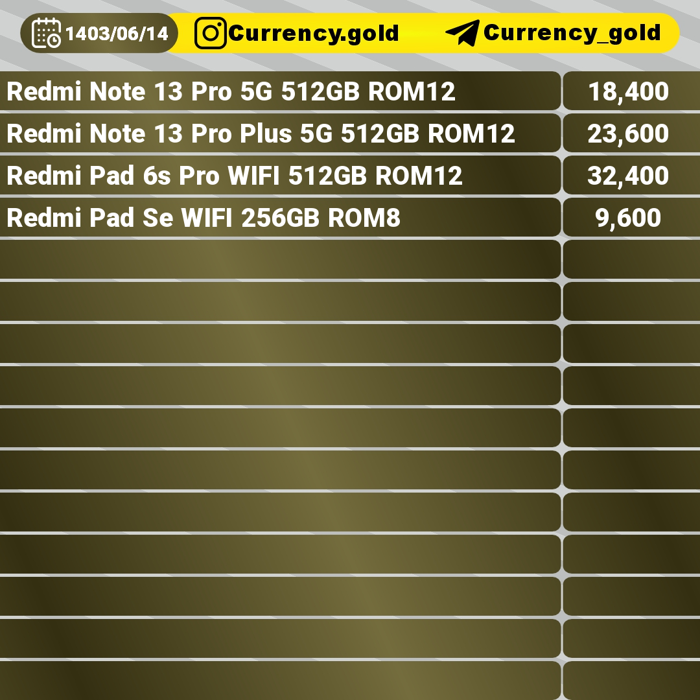 1403/06/14 Currency.gold Currency_gold
Redmi Note 13 Pro 5G 512GB ROM12 18,400
Redmi Note 13 Pro Plus 5G 512GB ROM12 23,600
Redmi Pad 6s Pro WIFI 512GB ROM12 32,400
Redmi Pad Se WIFI 256GB ROM8 9,600